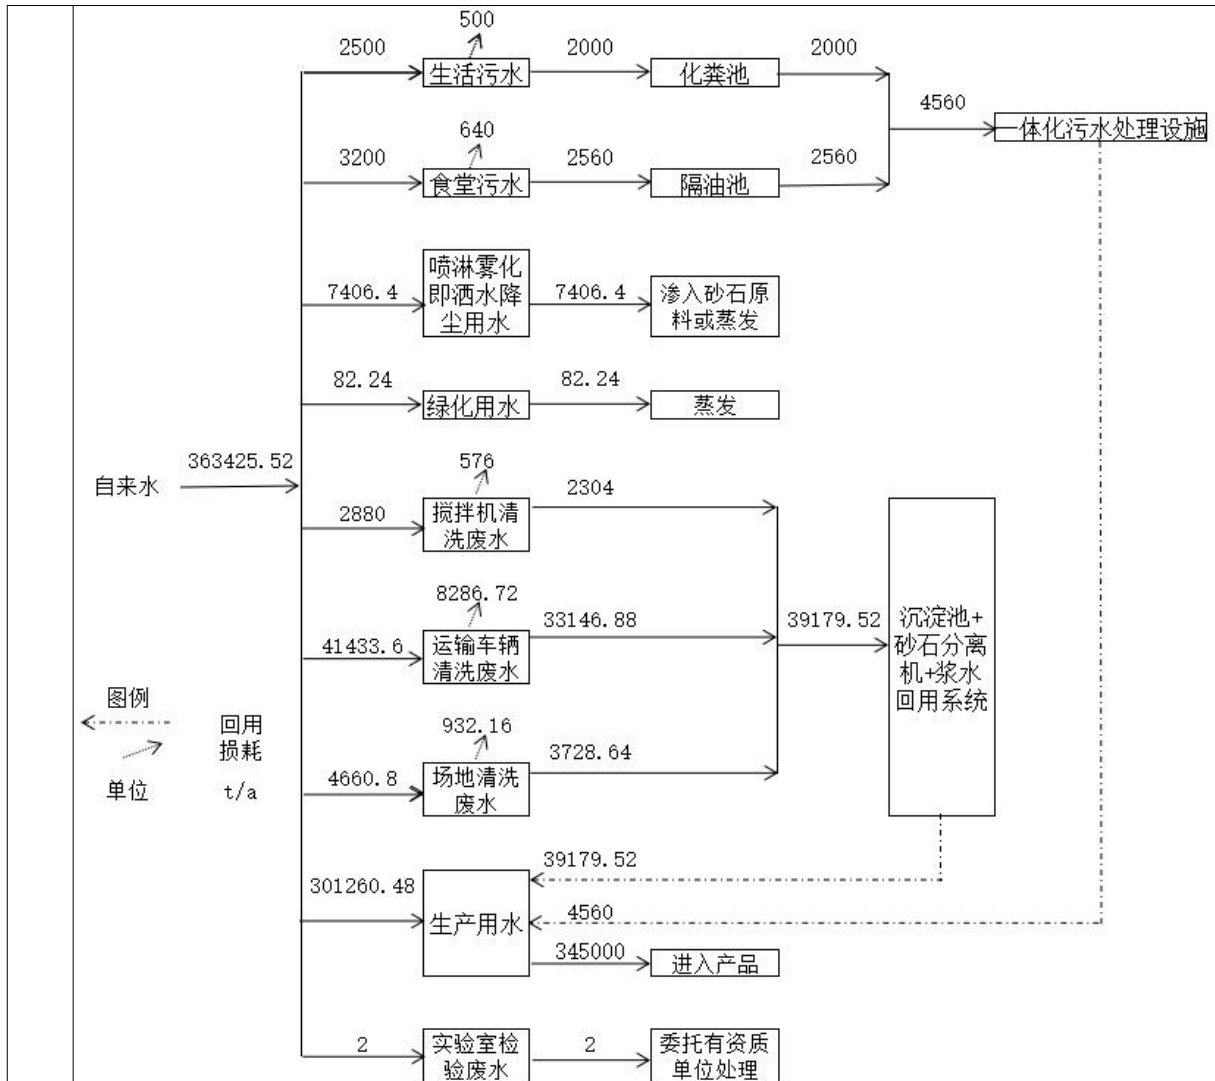 500
2500
生活污水
2000
化粪池
2000
4560
一体化污水处理设施
640
3200
食堂污水
2560
隔油池
2560
7406.4
喷淋雾化
即洒水降
尘用水
7406.4
渗入砂石原
料或蒸发
82.24
绿化用水
82.24
蒸发
自来水
363425.52
576
2880
搅拌机清
洗废水
2304
8286.72
41433.6
运输车辆
清洗废水
33146.88
39179.52
沉淀池+
砂石分离
机+浆水
回用系统
932.16
4660.8
场地清洗
废水
3728.64
图例
回用
损耗
单位
t/a
39179.52
301260.48
生产用水
4560
345000
进入产品
2
实验室检
验废水
2
委托有资质
单位处理